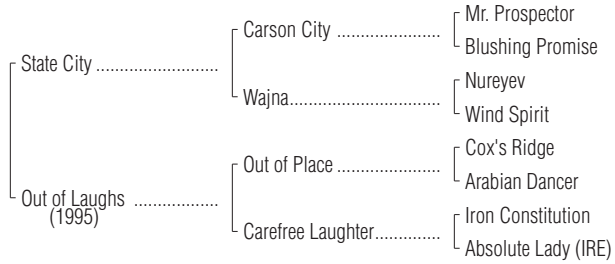 Mr. Prospector
Carson City ....................
Blushing Promise
State City ........................
Nureyev
Wajna..............................
Wind Spirit
Cox's Ridge
Out of Place ....................
Arabian Dancer
Out of Laughs ................
(1995)
Iron Constitution
Carefree Laughter.............
Absolute Lady (IRE)